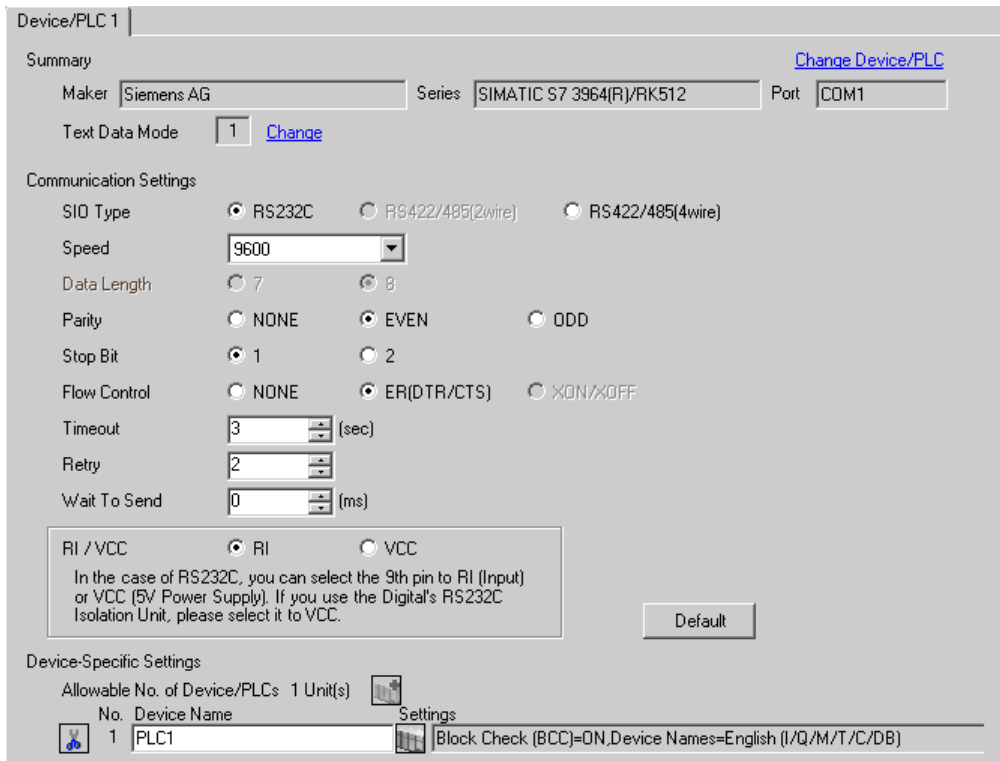 Device/PLC 1
Summary
Change Device/PLC
Maker Siemens AG Series SIMATIC S7 3964(R)/RK512 Port COM1
Text Data Mode 1 Change
Communication Settings
SIO Type RS232C RS422/485(2wire) RS422/485(4wire)
Speed 9600
Data Length 7 8
Parity NONE EVEN ODD
Stop Bit 1 2
Flow Control NONE ER(DTR/CTS) XON/XOFF
Timeout 3 (sec)
Retry 2
Wait To Send 0 (ms)
RI / VCC RI VCC
In the case of RS232C, you can select the 9th pin to RI (Input)
or VCC (5V Power Supply). If you use the Digital's RS232C
Isolation Unit, please select it to VCC.
Default
Device-Specific Settings
Allowable No. of Device/PLCs 1 Unit(s)
No. Device Name Settings
1 PLC1 Block Check (BCC)=ON,Device Names=English (I/Q/M/T/C/DB)